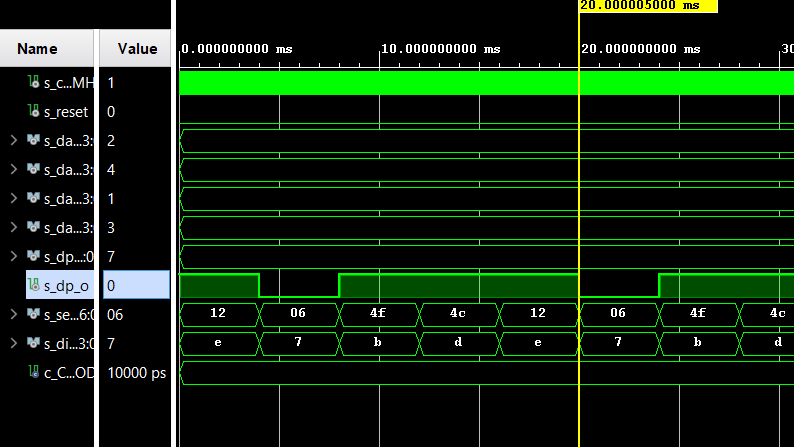 20.000005000 ms
Name Value 0.000000000 ms 10.000000000 ms 20.000000000 ms 30
s_c...MH 1
s_reset 0
s_da...3: 2
s_da...3: 4
s_da...3: 1
s_da...3: 3
s_dp...:0 7
s_dp_o 0
s_se...6:0 06 12 06 4f 4c 12 06 4f 4c
s_di...3:0 7 e 7 b d e 7 b d
c_C...OD 10000 ps